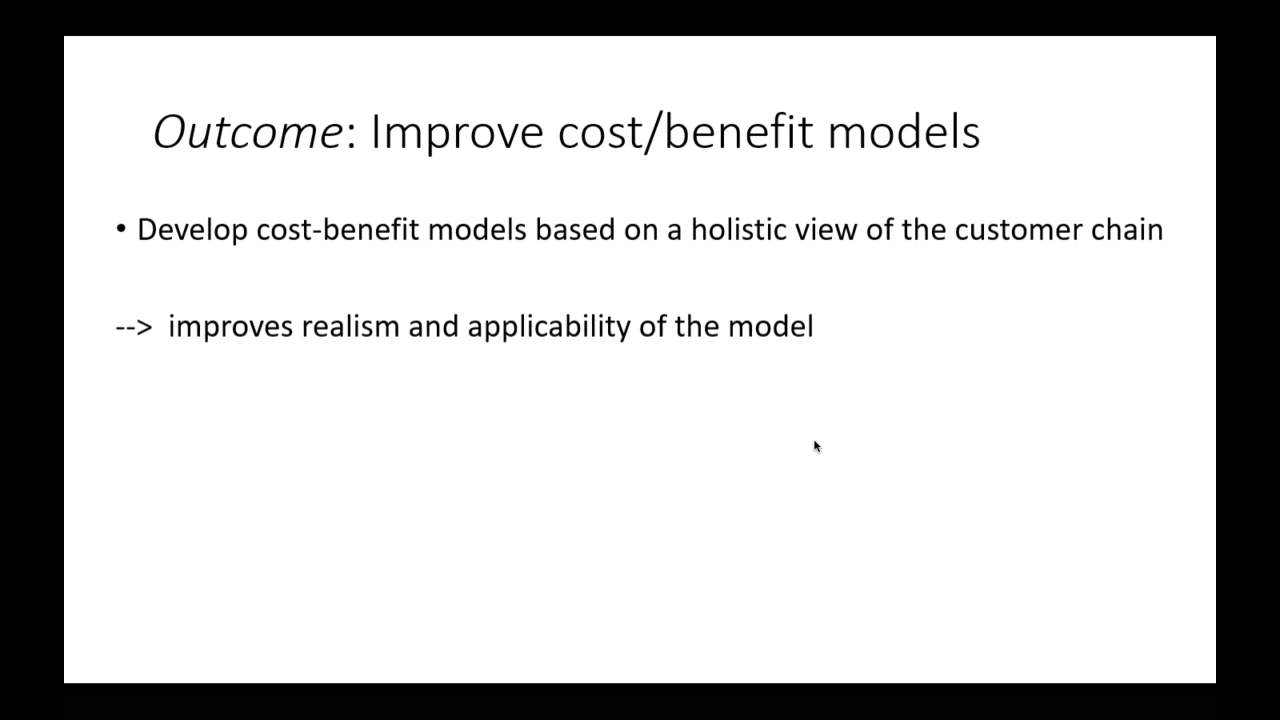 Outcome: Improve cost/benefit models
• Develop cost-benefit models based on a holistic view of the customer chain
--> improves realism and applicability of the model